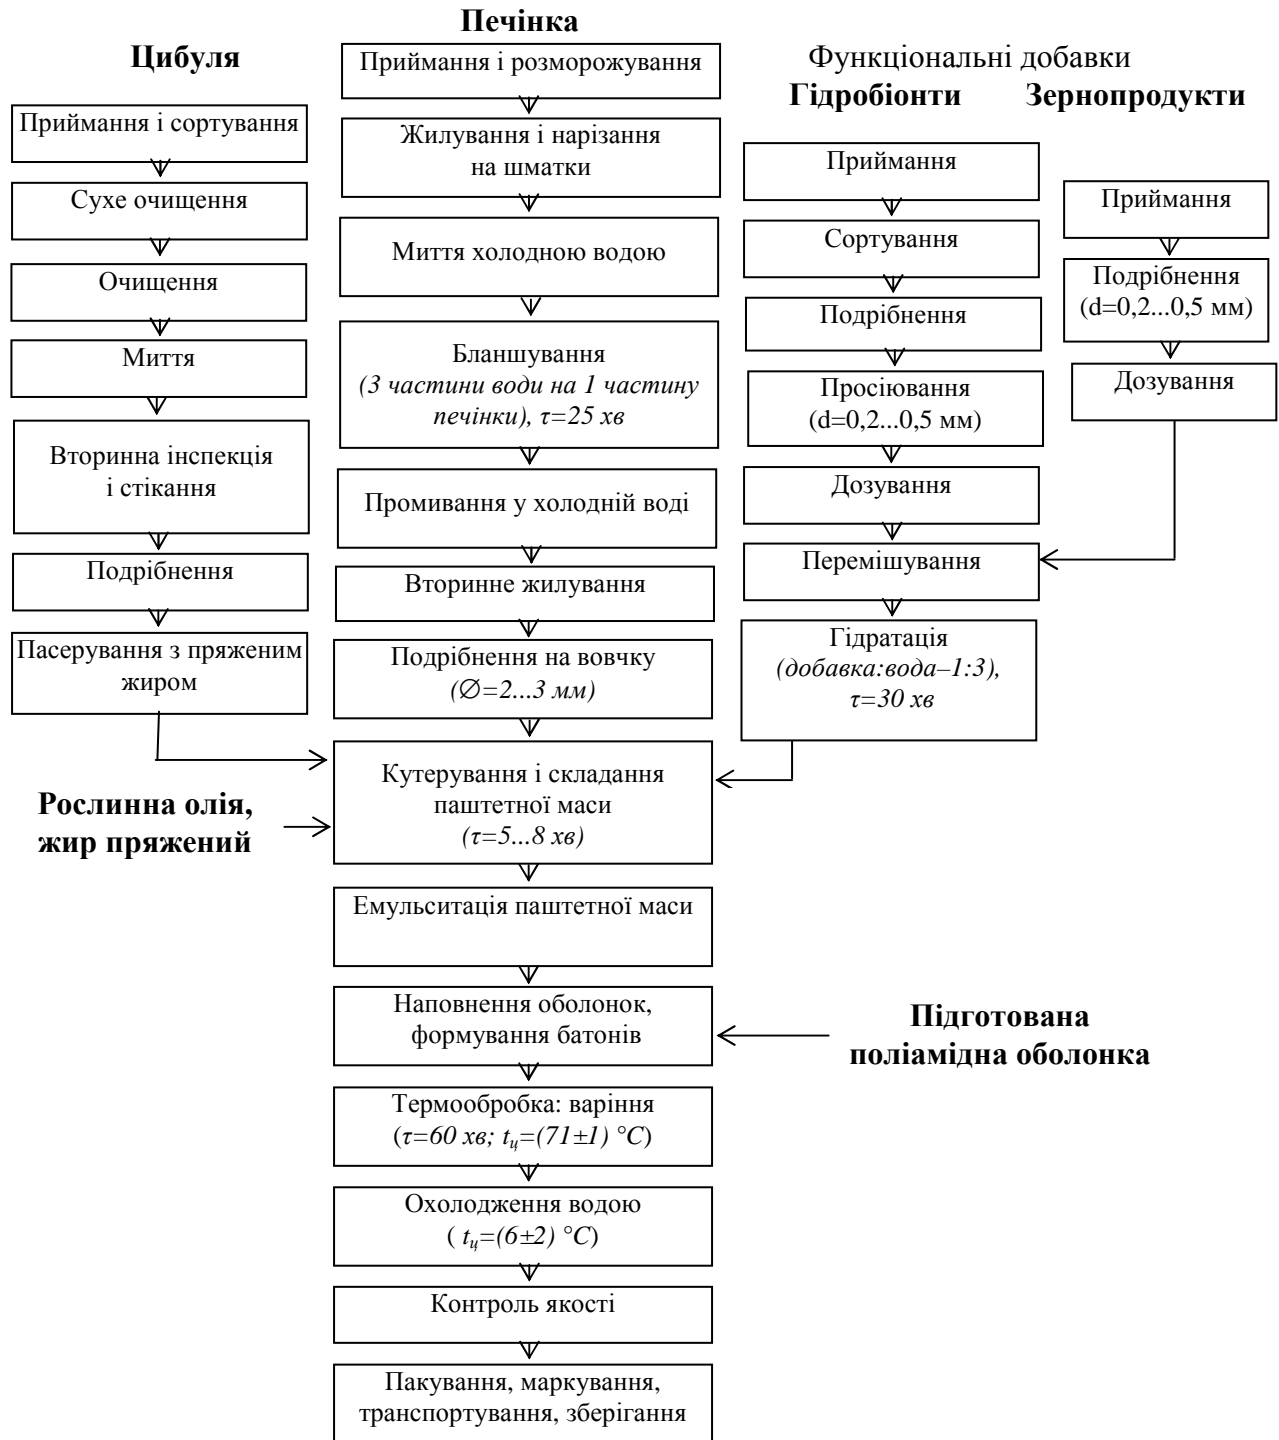 Цибуля
Приймання і сортування
Сухе очищення
Очищення
Миття
Вторинна інспекція
і стікання
Подрібнення
Пасерування з пряженим
жиром
Рослинна олія,
жир пряжений
Печінка
Приймання і розморожування
Жилування і нарізання
на шматки
Миття холодною водою
Бланшування
(3 частини води на 1 частину
печінки), τ=25 хв
Промивання у холодній воді
Вторинне жилування
Подрібнення на вовчку
(∅=2...3 мм)
Кутерування і складання
паштетної маси
(τ=5...8 хв)
Емульситація паштетної маси
Наповнення оболонок,
формування батонів
Термообробка: варіння
(τ=60 хв; tц=(71±1) °С)
Охолодження водою
( tц=(6±2) °С)
Контроль якості
Пакування, маркування,
транспортування, зберігання
Функціональні добавки
Гідробіонти
Приймання
Сортування
Подрібнення
Просіювання
(d=0,2...0,5 мм)
Дозування
Перемішування
Гідратація
(добавка:вода–1:3),
τ=30 хв
Зернопродукти
Приймання
Подрібнення
(d=0,2...0,5 мм)
Дозування
Підготована
поліамідна оболонка